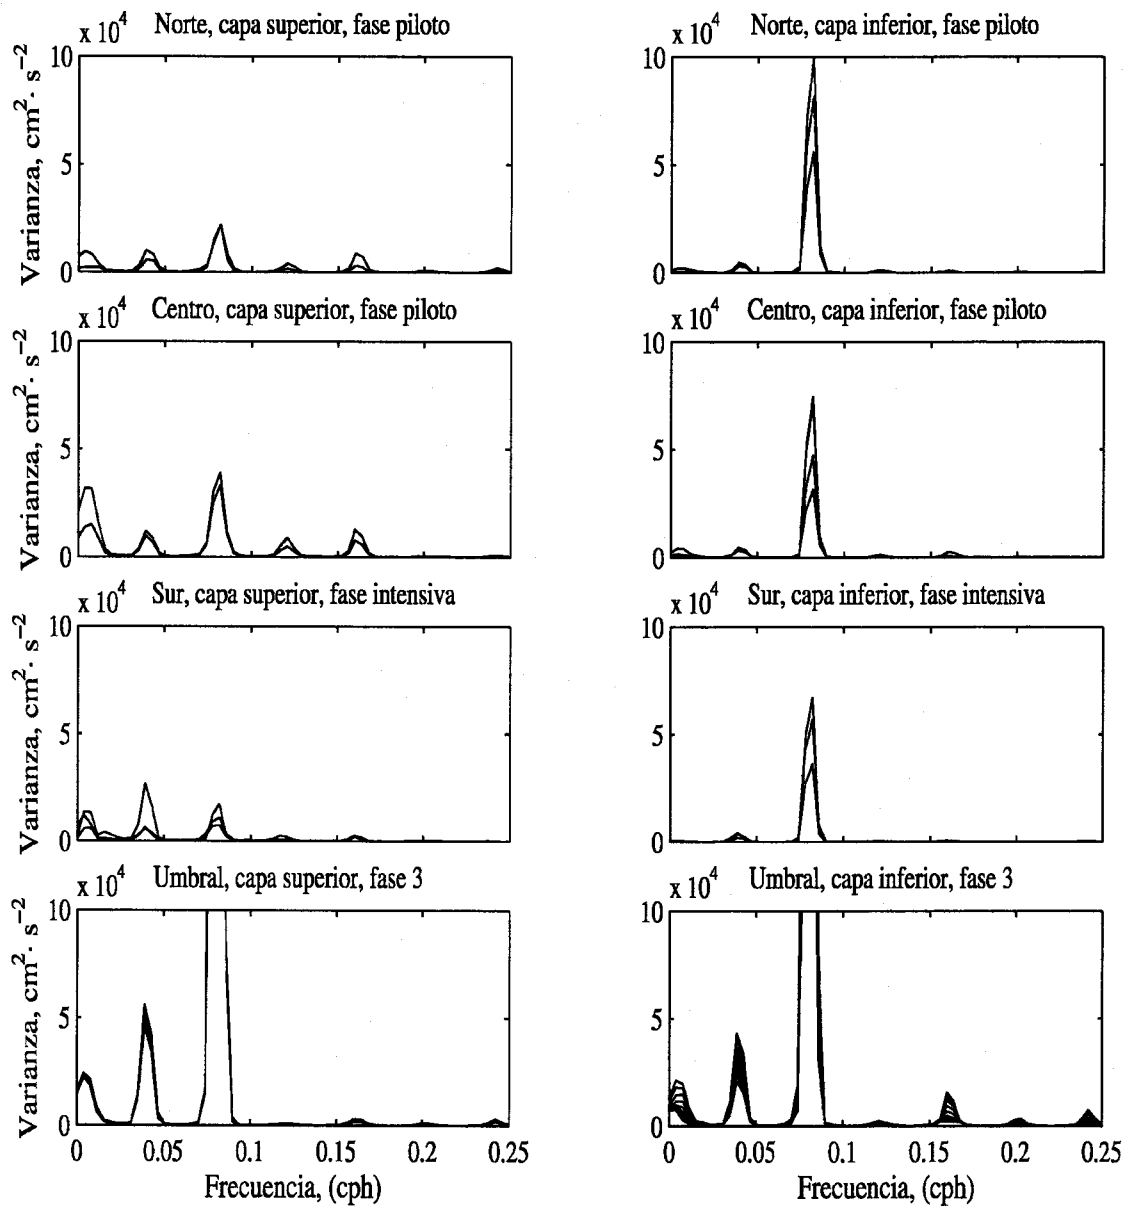 x 10^4 Norte, capa superior, fase piloto
10
5
0
Varianza, cm^2 · s^−2
x 10^4 Norte, capa inferior, fase piloto
10
5
0
x 10^4 Centro, capa superior, fase piloto
10
5
0
Varianza, cm^2 · s^−2
x 10^4 Centro, capa inferior, fase piloto
10
5
0
x 10^4 Sur, capa superior, fase intensiva
10
5
0
Varianza, cm^2 · s^−2
x 10^4 Sur, capa inferior, fase intensiva
10
5
0
x 10^4 Umbral, capa superior, fase 3
10
5
0
Varianza, cm^2 · s^−2
0 0.05 0.1 0.15 0.2 0.25
Frecuencia, (cph)
x 10^4 Umbral, capa inferior, fase 3
10
5
0
0 0.05 0.1 0.15 0.2 0.25
Frecuencia, (cph)